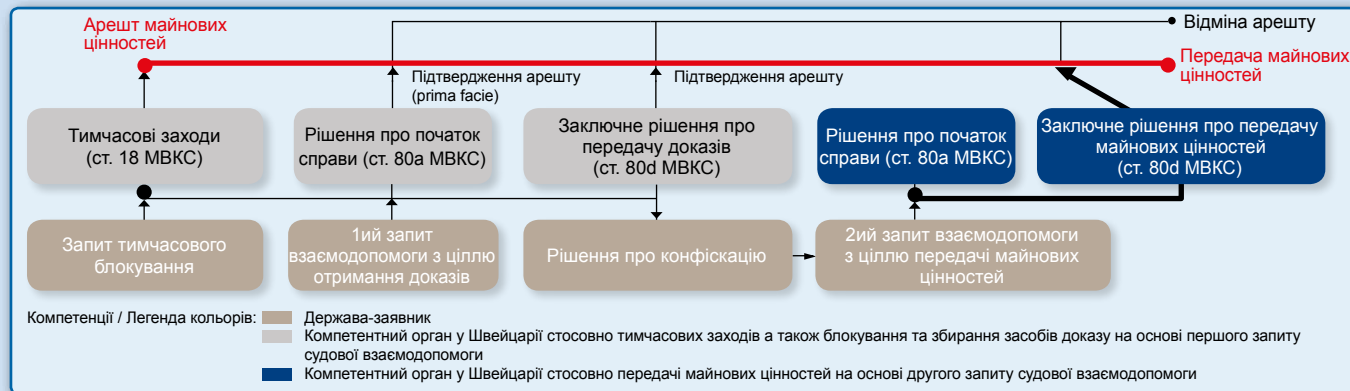 Арешт майнових
цінностей
Відміна арешту
Передача майнових
цінностей
Підтвердження арешту
(prima facie)
Підтвердження арешту
Тимчасові заходи
(ст. 18 МВКС)
Рішення про початок
справи (ст. 80a МВКС)
Заключне рішення про
передачу доказів
(ст. 80d МВКС)
Рішення про початок
справи (ст. 80a МВКС)
Заключне рішення про передачу
майнових цінностей
(ст. 80d МВКС)
Запит тимчасового
блокування
1ий запит
взаємодопомоги з ціллю
отримання доказів
Рішення про конфіскацію
2ий запит взаємодопомоги
з ціллю передачі майнових
цінностей
Компетенції / Легенда кольорів: Держава-заявник
Компетентний орган у Швейцарії стосовно тимчасових заходів а також блокування та збирання засобів доказу на основі першого запиту
судової взаємодопомоги
Компетентний орган у Швейцарії стосовно передачі майнових цінностей на основі другого запиту судової взаємодопомоги